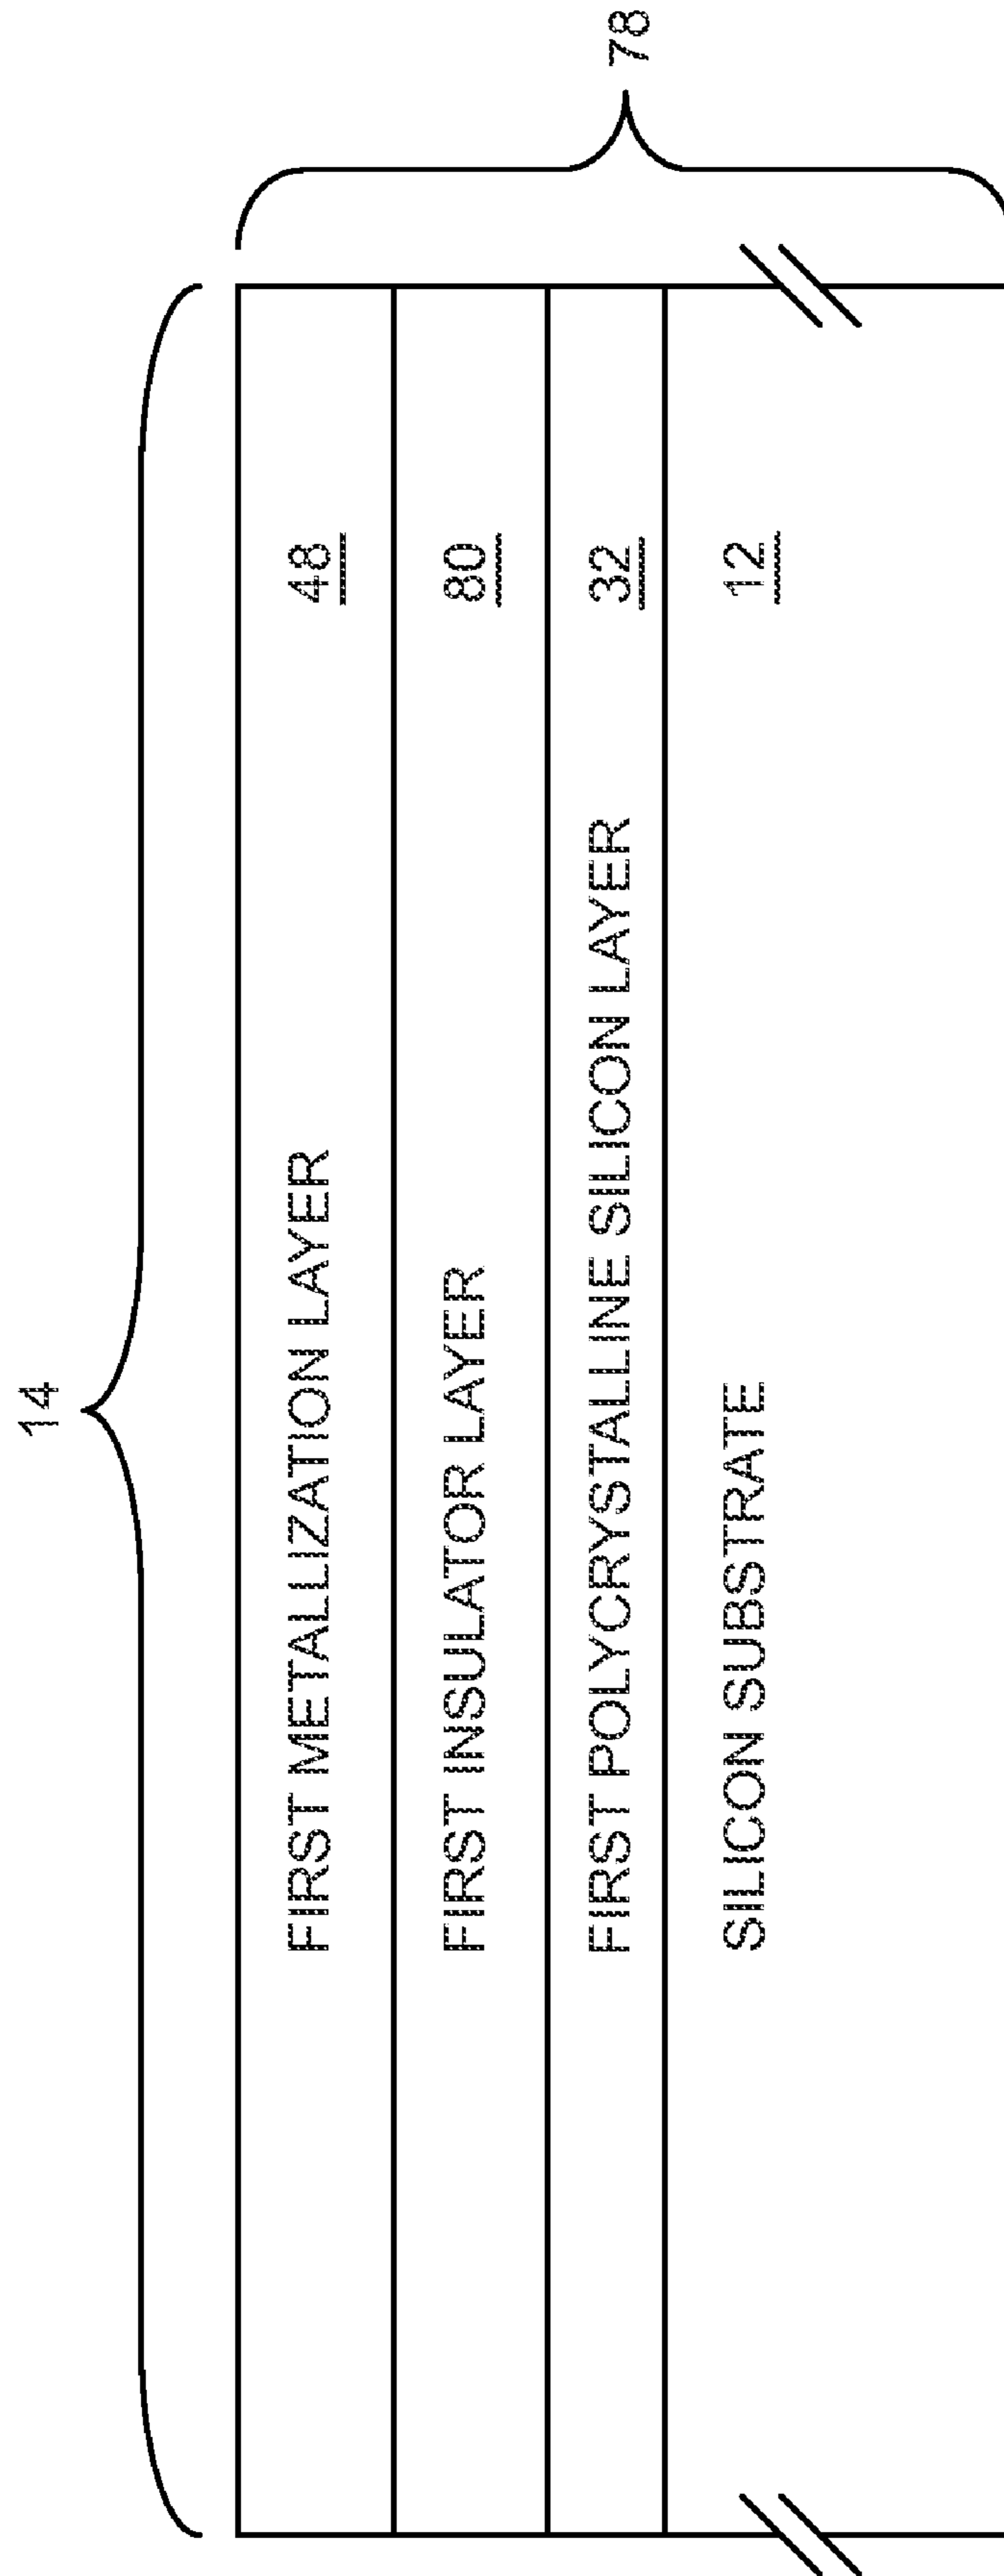 14
FIRST METALLIZATION LAYER 48
FIRST INSULATOR LAYER 80
FIRST POLYCRYSTALLINE SILICON LAYER 32
SILICON SUBSTRATE 12
78